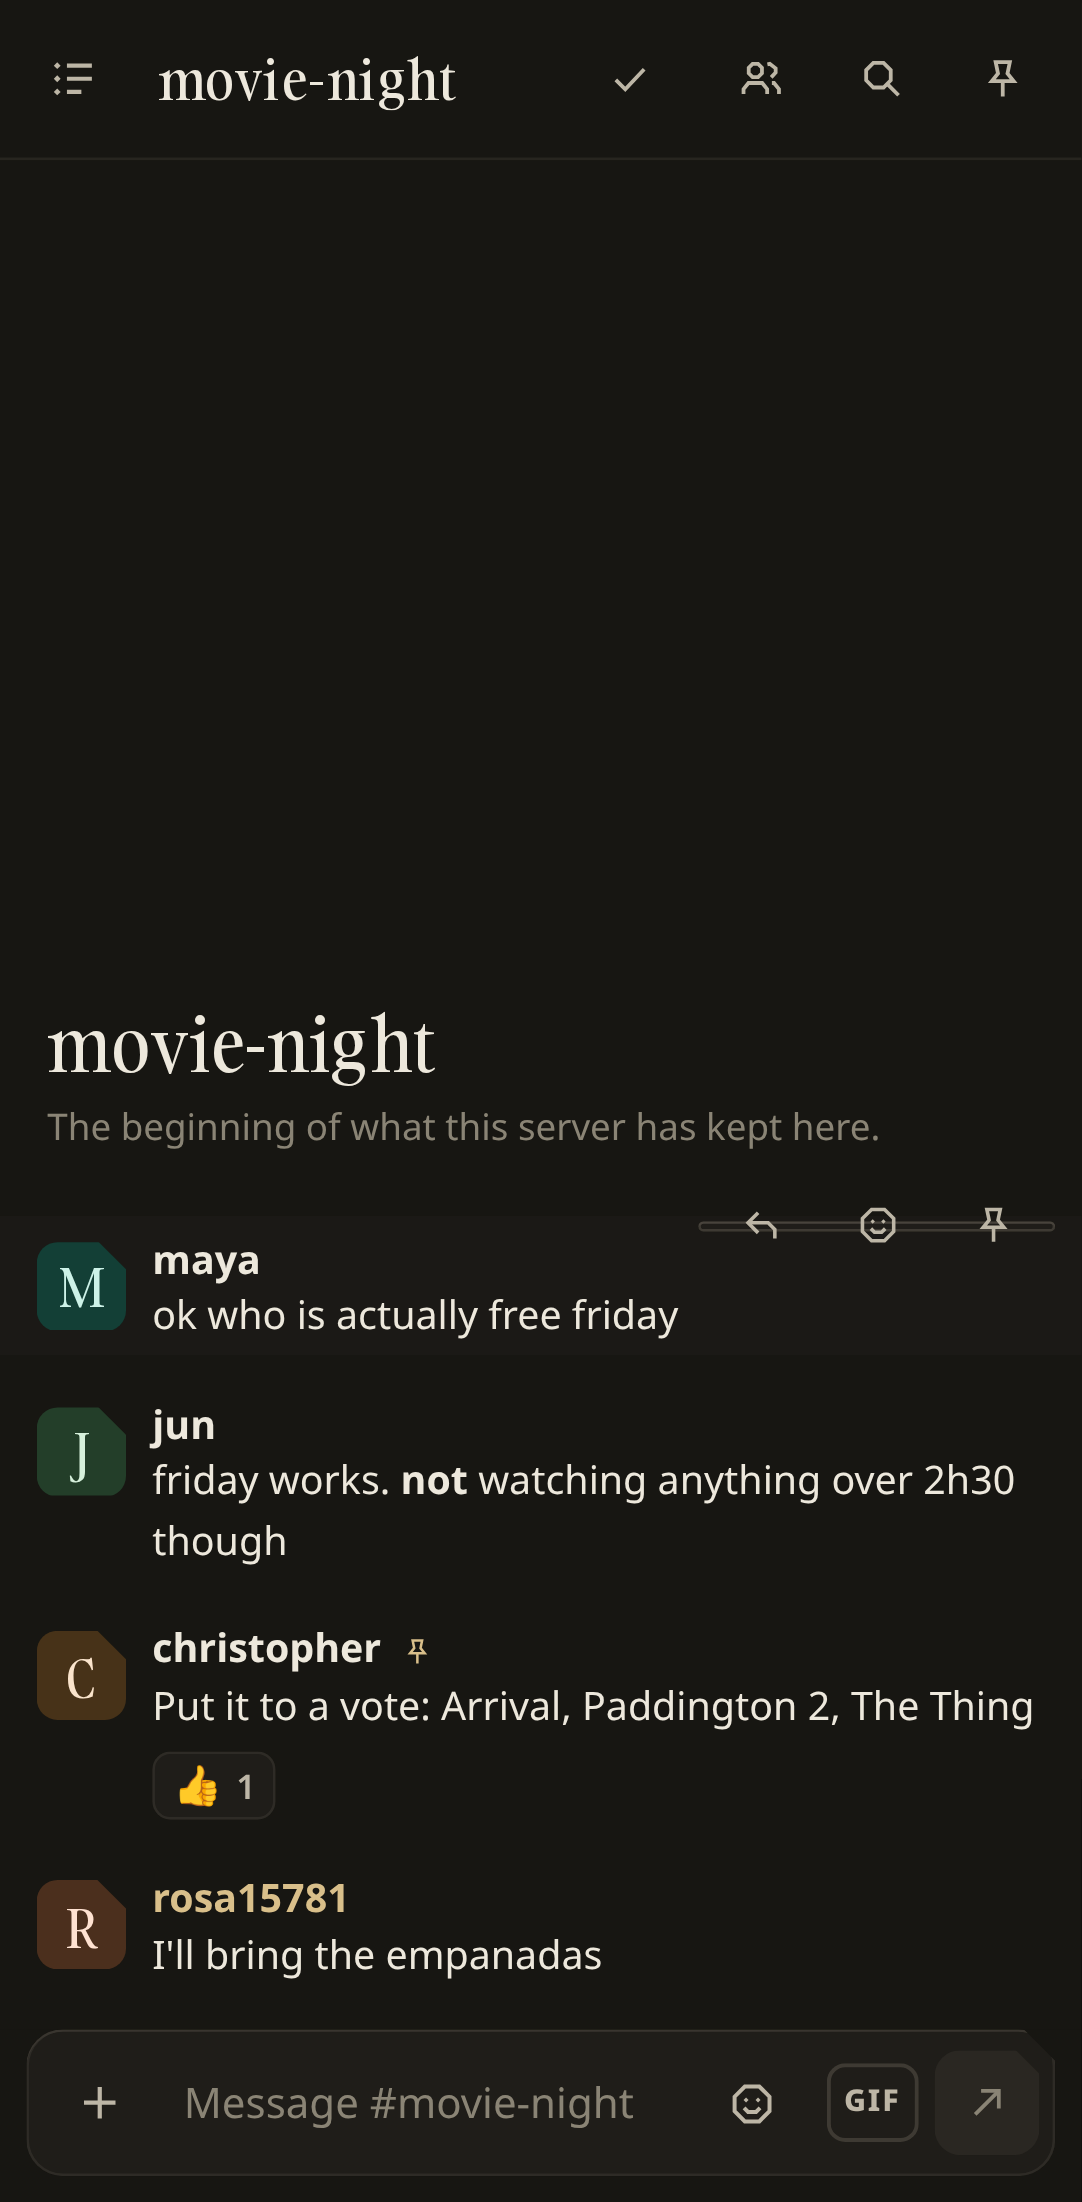 movie-night
movie-night
The beginning of what this server has kept here.
M
maya
ok who is actually free friday
J
jun
friday works. not watching anything over 2h30
though
C
christopher
Put it to a vote: Arrival, Paddington 2, The Thing
👍 1
R
rosa15781
I'll bring the empanadas
Message #movie-night
GIF